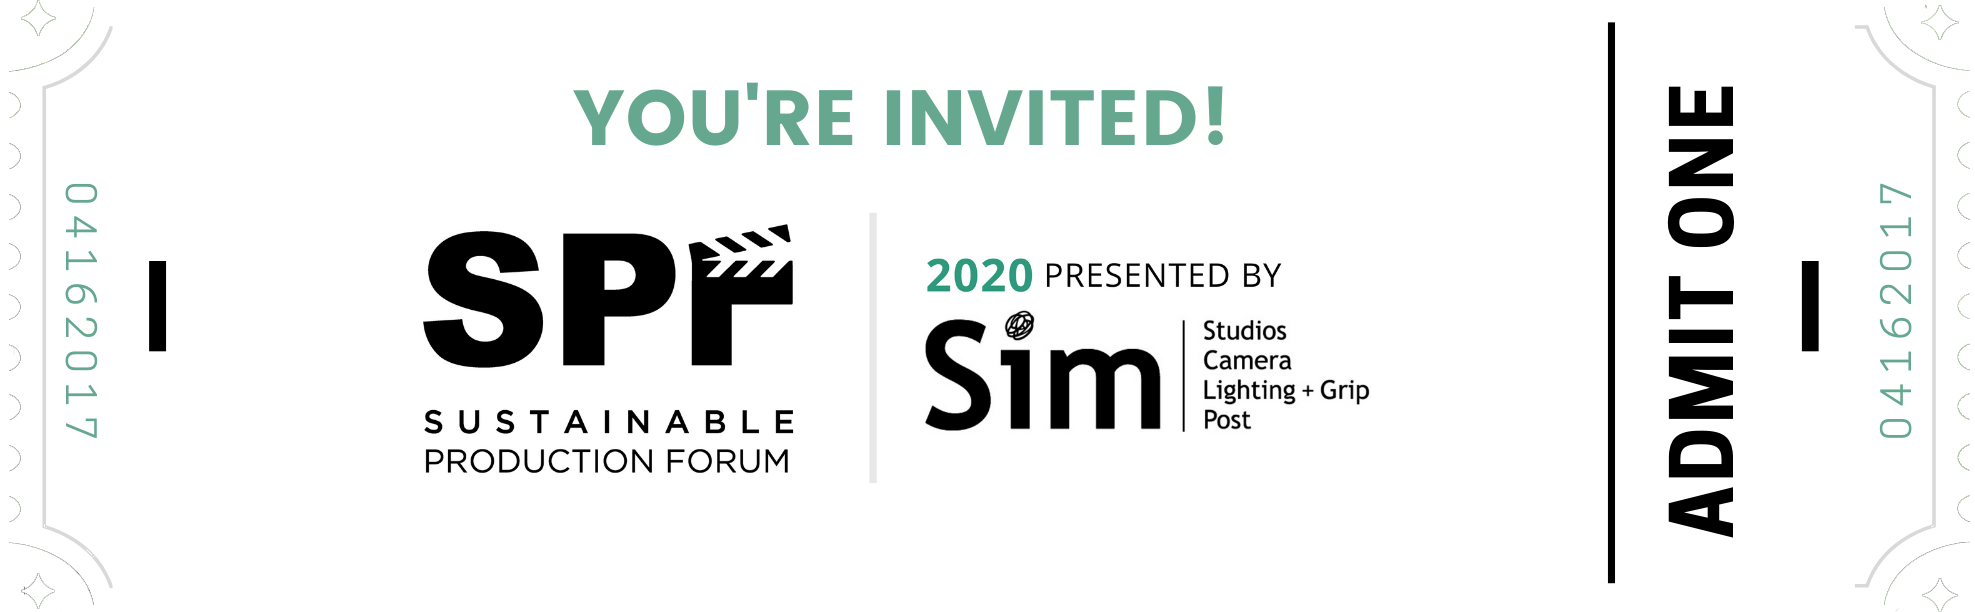 YOU'RE INVITED!
04162017
SPF
SUSTAINABLE
PRODUCTION FORUM
2020 PRESENTED BY
Sim
Studios
Camera
Lighting + Grip
Post
ADMIT ONE
04162017